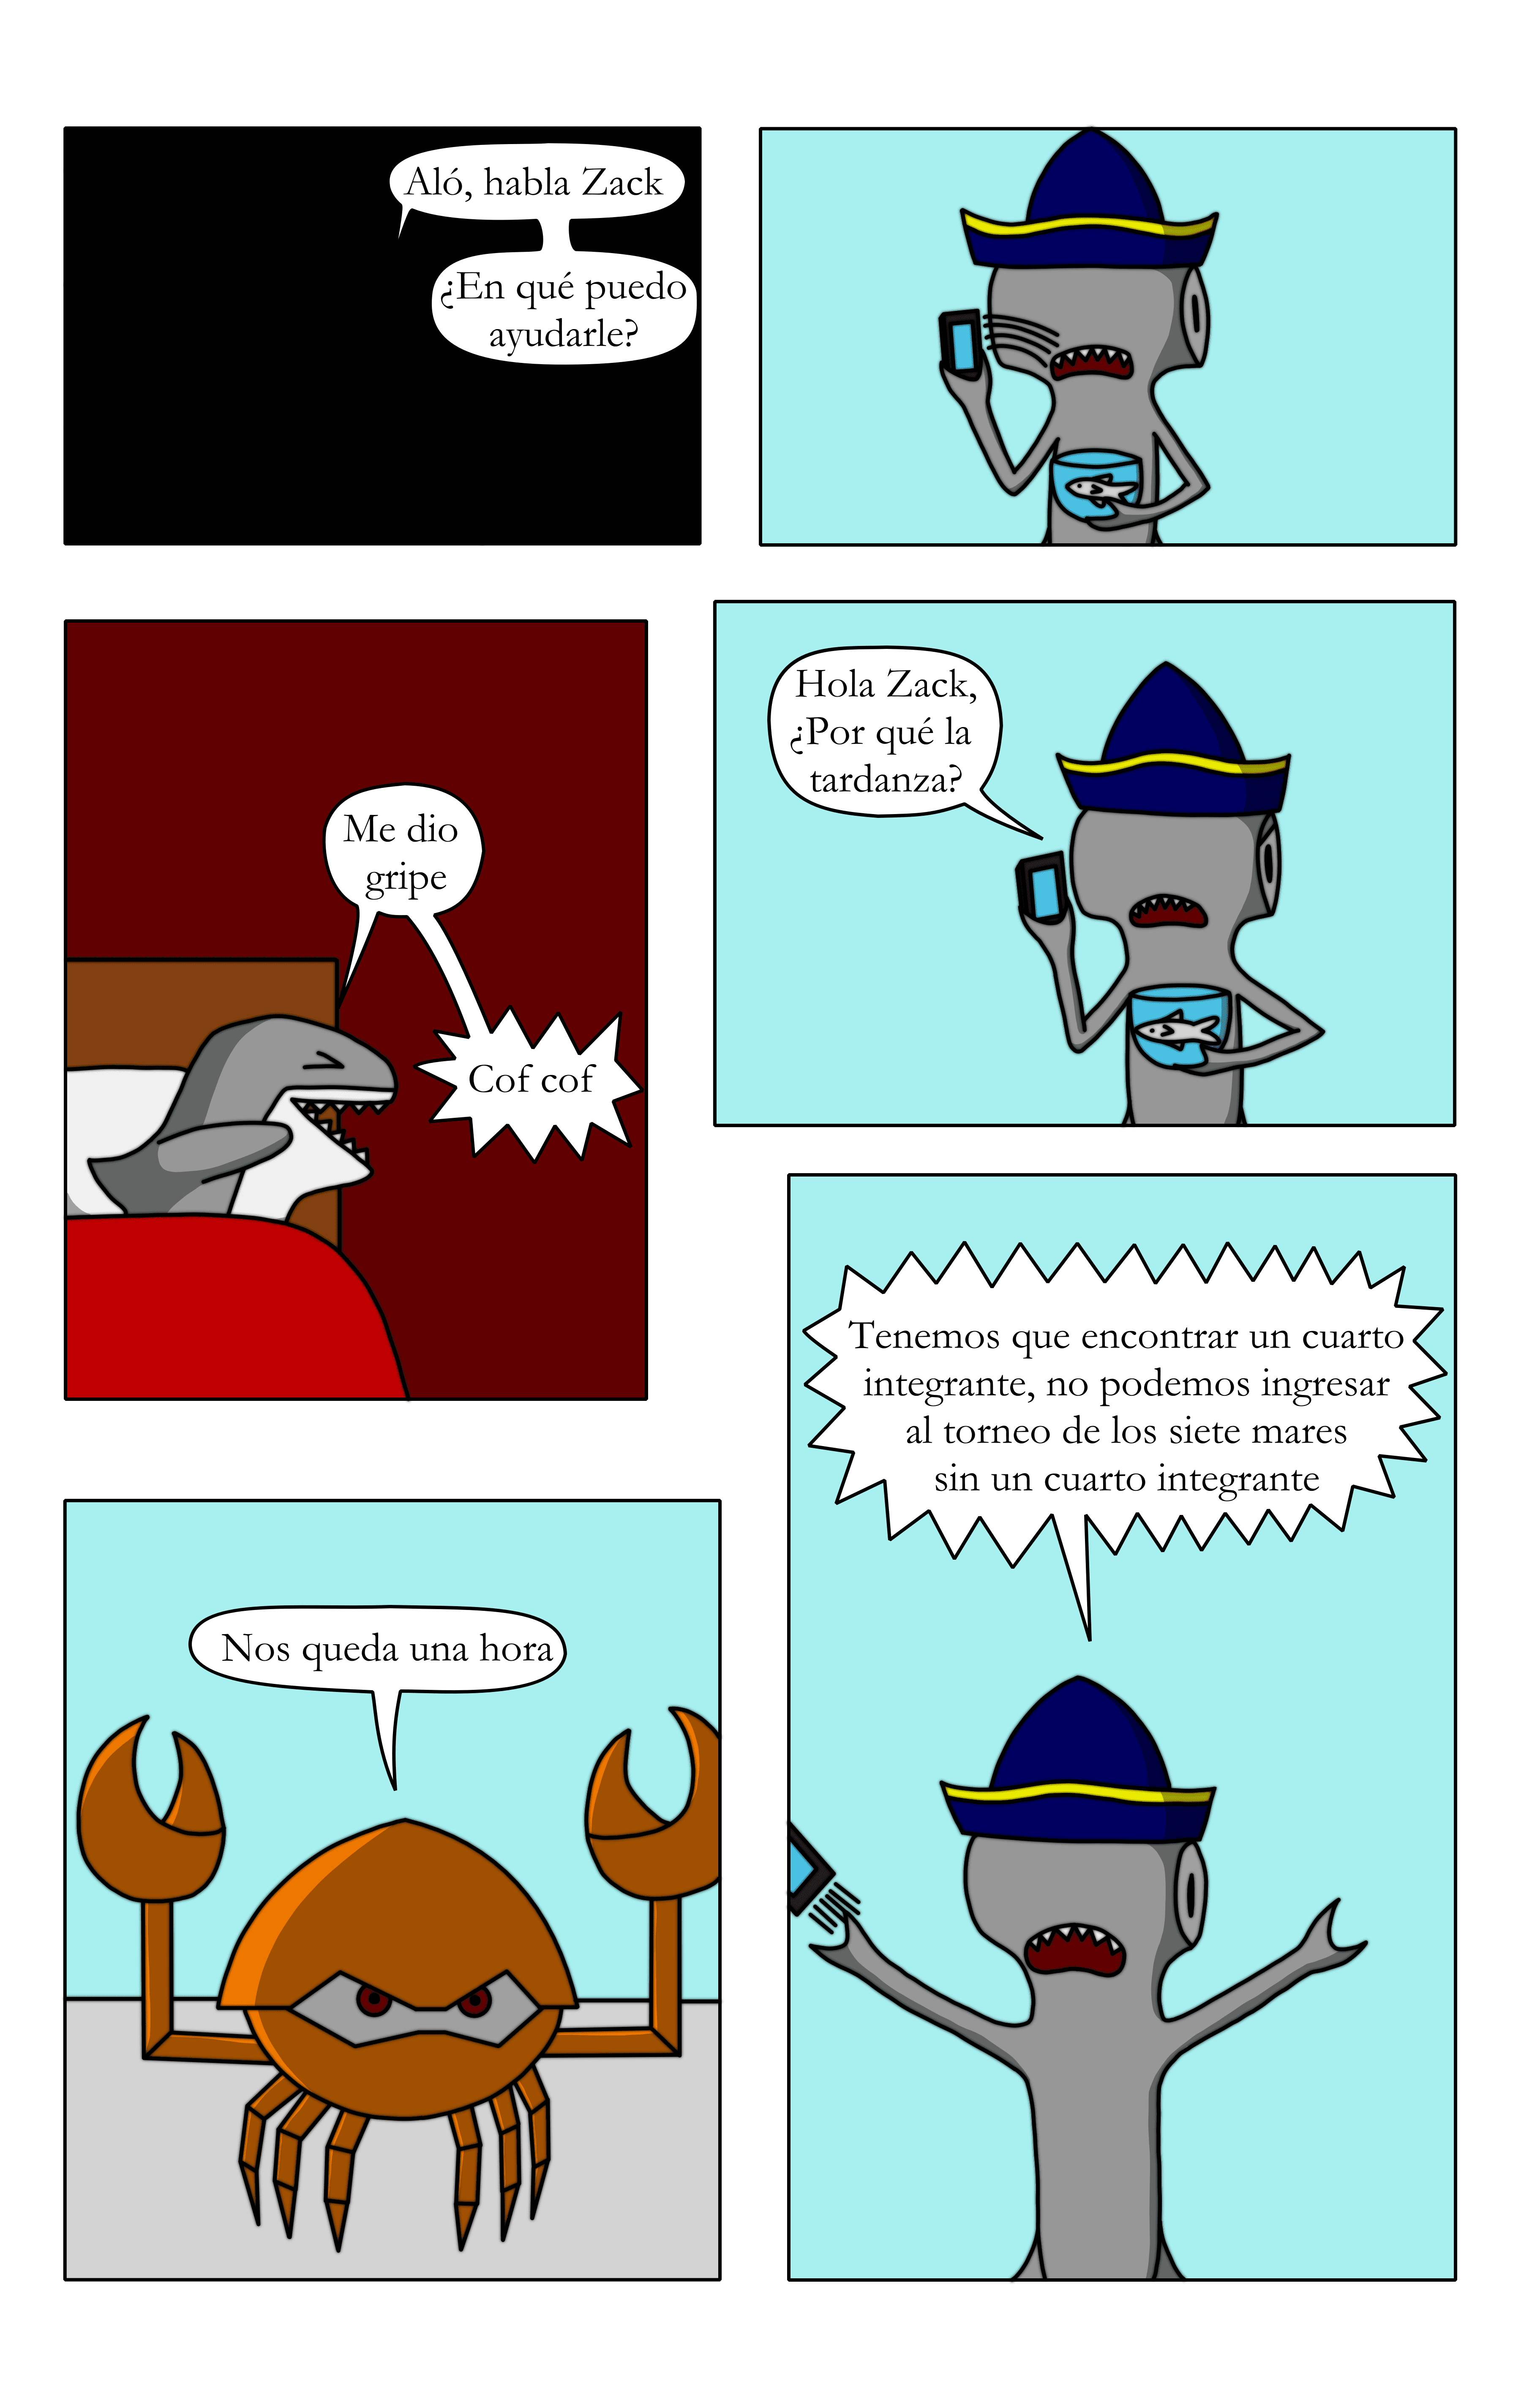 Aló, habla Zack
¿En qué puedo
ayudarle?
Hola Zack,
¿Por qué la
tardanza?
Me dio
gripe
Cof cof
Tenemos que encontrar un cuarto
integrante, no podemos ingresar
al torneo de los siete mares
sin un cuarto integrante
Nos queda una hora